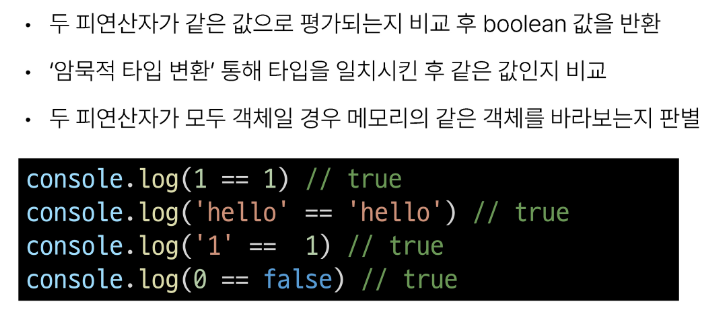 • 두 피연산자가 같은 값으로 평가되는지 비교 후 boolean 값을 반환
• ‘암묵적 타입 변환’ 통해 타입을 일치시킨 후 같은 값인지 비교
• 두 피연산자가 모두 객체일 경우 메모리의 같은 객체를 바라보는지 판별
console.log(1 == 1) // true
console.log('hello' == 'hello') // true
console.log('1' ==  1) // true
console.log(0 == false) // true